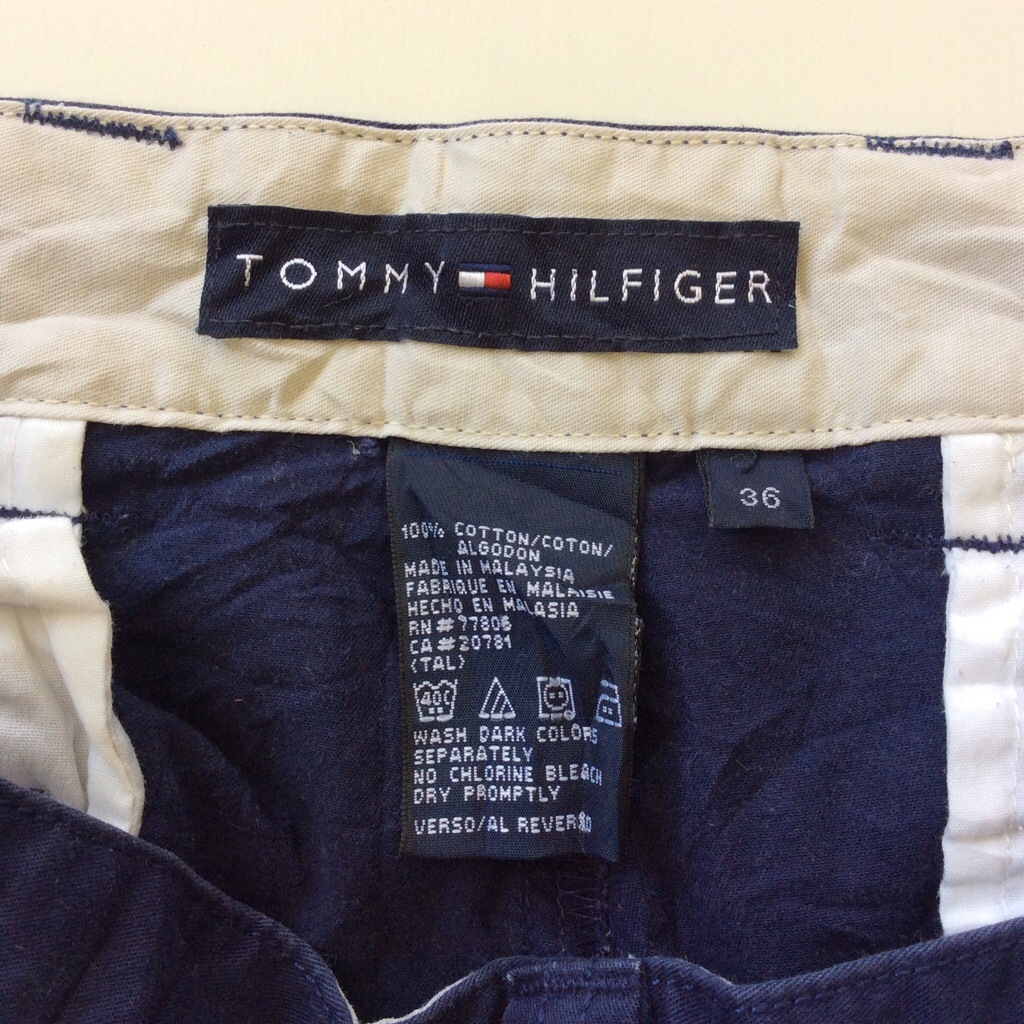 TOMMY HILFIGER
36
100% COTTON/COTON/
ALGODON
MADE IN MALAYSIA
FABRIQUE EN MALAISIE
HECHO EN MALASIA
RN#77806
CA#20781
(TAL)
40C
WASH DARK COLORS
SEPARATELY
NO CHLORINE BLEACH
DRY PROMPTLY
VERSO/AL REVERSO